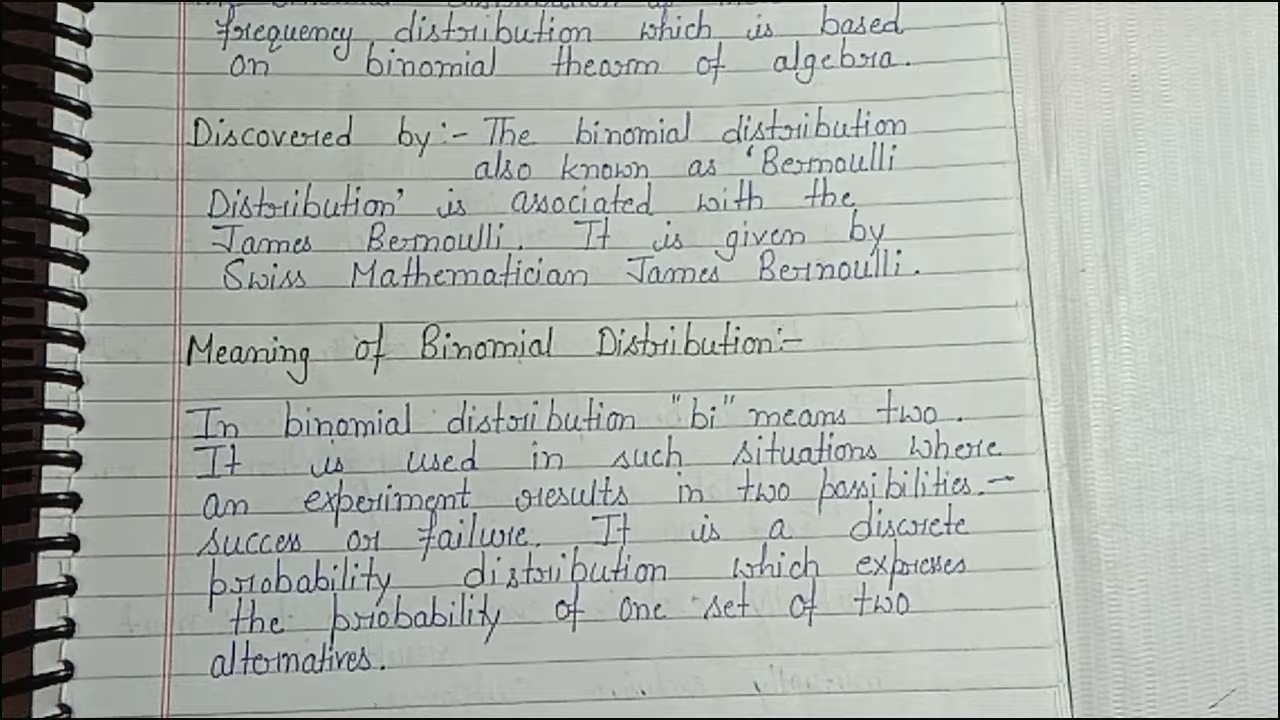 frequency distribution which is based
on binomial thearm of algebra.
Discovered by:- The binomial distribution
also known as 'Bernoulli
Distribution' is associated with the
James Bernoulli. It is given by
Swiss Mathematician James Bernoulli.
Meaning of Binomial Distribution:-
In binomial distribution "bi" means two.
It is used in such situations where
an experiment results in two possibilities.-
success or failure. It is a discrete
probability distribution which expresses
the probability of one set of two
alternatives.